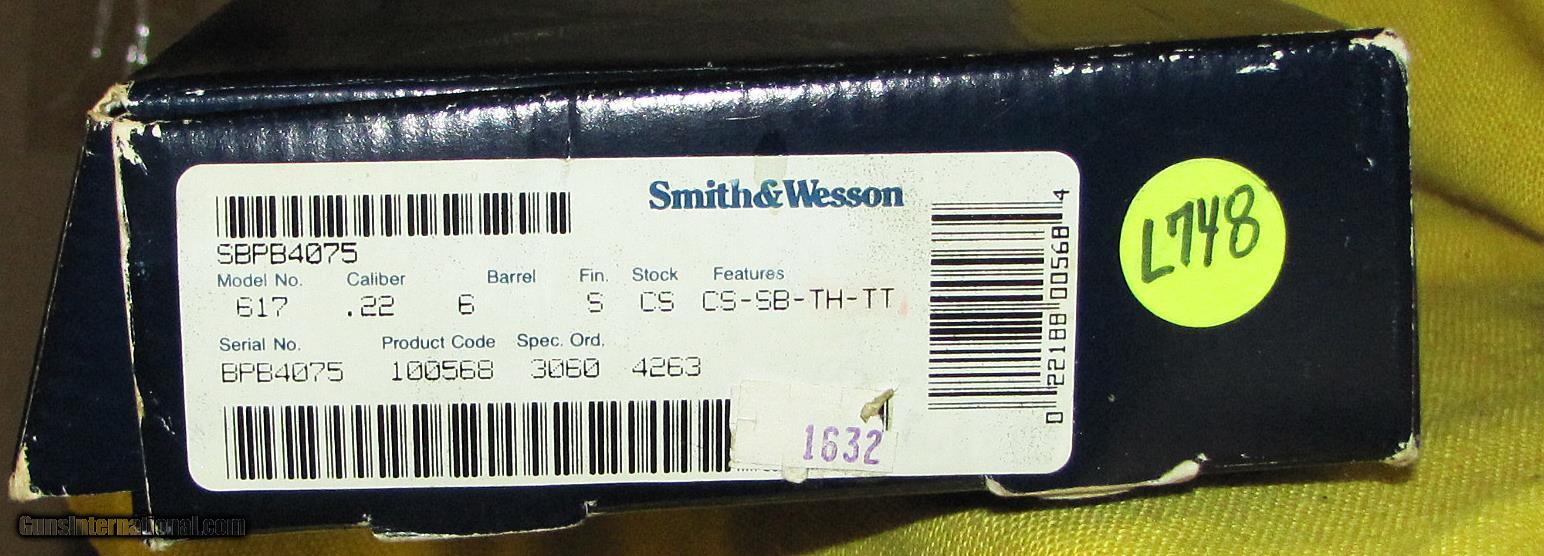 Smith&Wesson
SBPB4075
Model No. Caliber Barrel Fin. Stock Features
617 .22 6 S CS CS-SB-TH-TT
Serial No. Product Code Spec. Ord.
BPB4075 100568 3060 4263
1632
0 22188 00568 4
L748
GunsInternational.com